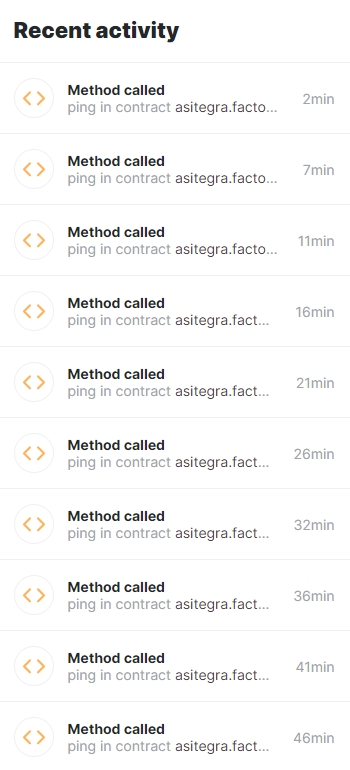 Recent activity
Method called
ping in contract asitegra.facto... 2min
Method called
ping in contract asitegra.facto... 7min
Method called
ping in contract asitegra.facto... 11min
Method called
ping in contract asitegra.fact... 16min
Method called
ping in contract asitegra.fact... 21min
Method called
ping in contract asitegra.fact... 26min
Method called
ping in contract asitegra.fact... 32min
Method called
ping in contract asitegra.fact... 36min
Method called
ping in contract asitegra.fact... 41min
Method called
ping in contract asitegra.fact... 46min